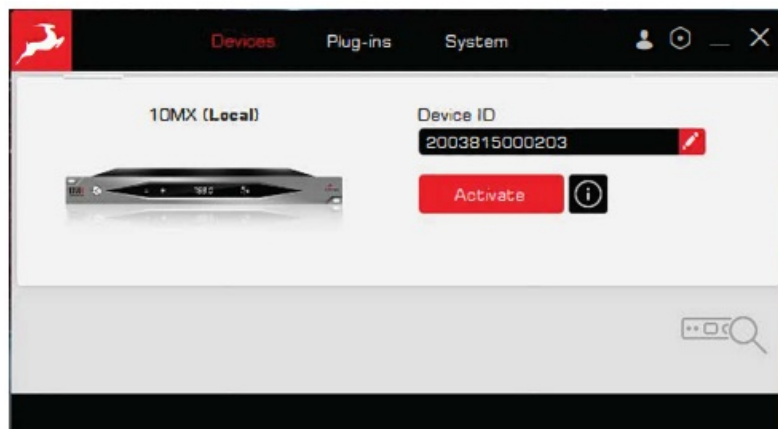 Devices Plug-ins System
10MX (Local)
Device ID
2003815000203
Activate